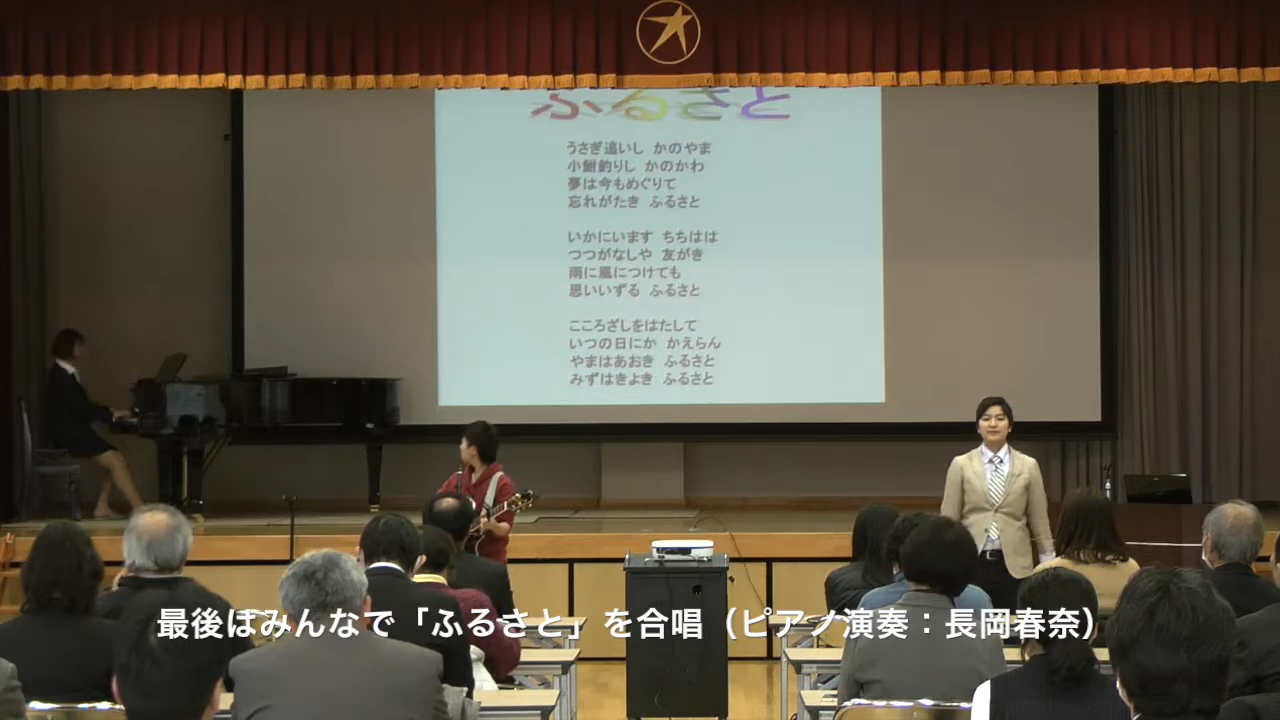 ふるさと
うさぎ追いし かのやま
小鮒釣りし かのかわ
夢は今もめぐりて
忘れがたき ふるさと
いかにいます ちちはは
つつがなしや 友がき
雨に風につけても
思いいずる ふるさと
こころざしをはたして
いつの日にか かえらん
やまはあおき ふるさと
みずはきよき ふるさと
最後はみんなで「ふるさと」を合唱（ピアノ演奏：長岡春奈）